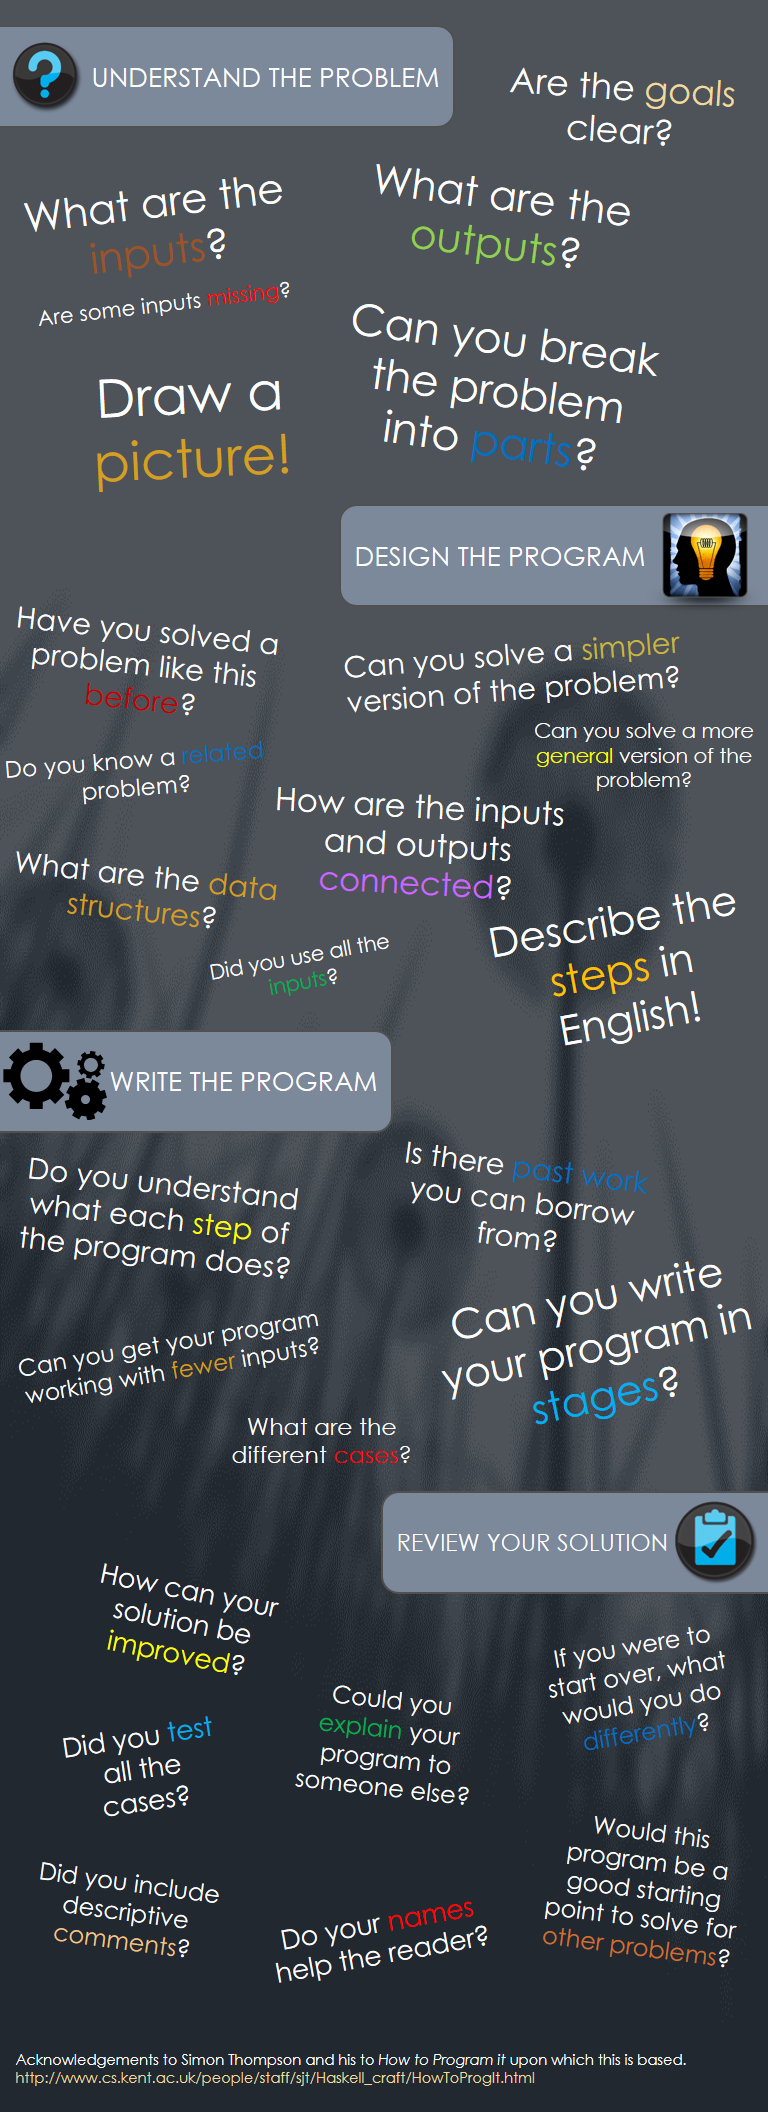 UNDERSTAND THE PROBLEM
Are the goals
clear?
What are the
inputs?
Are some inputs missing?
What are the
outputs?
Can you break
the problem
into parts?
Draw a
picture!
DESIGN THE PROGRAM
Have you solved a
problem like this
before?
Can you solve a simpler
version of the problem?
Can you solve a more
general version of the
problem?
Do you know a related
problem?
How are the inputs
and outputs
connected?
What are the data
structures?
Describe the
steps in
English!
Did you use all the
inputs?
WRITE THE PROGRAM
Do you understand
what each step of
the program does?
Is there past work
you can borrow
from?
Can you write
your program in
stages?
Can you get your program
working with fewer inputs?
What are the
different cases?
REVIEW YOUR SOLUTION
How can your
solution be
improved?
If you were to
start over, what
would you do
differently?
Could you
explain your
program to
someone else?
Did you test
all the
cases?
Would this
program be a
good starting
point to solve for
other problems?
Did you include
descriptive
comments?
Do your names
help the reader?
Acknowledgements to Simon Thompson and his to How to Program it upon which this is based.
http://www.cs.kent.ac.uk/people/staff/sjt/Haskell_craft/HowToProgIt.html